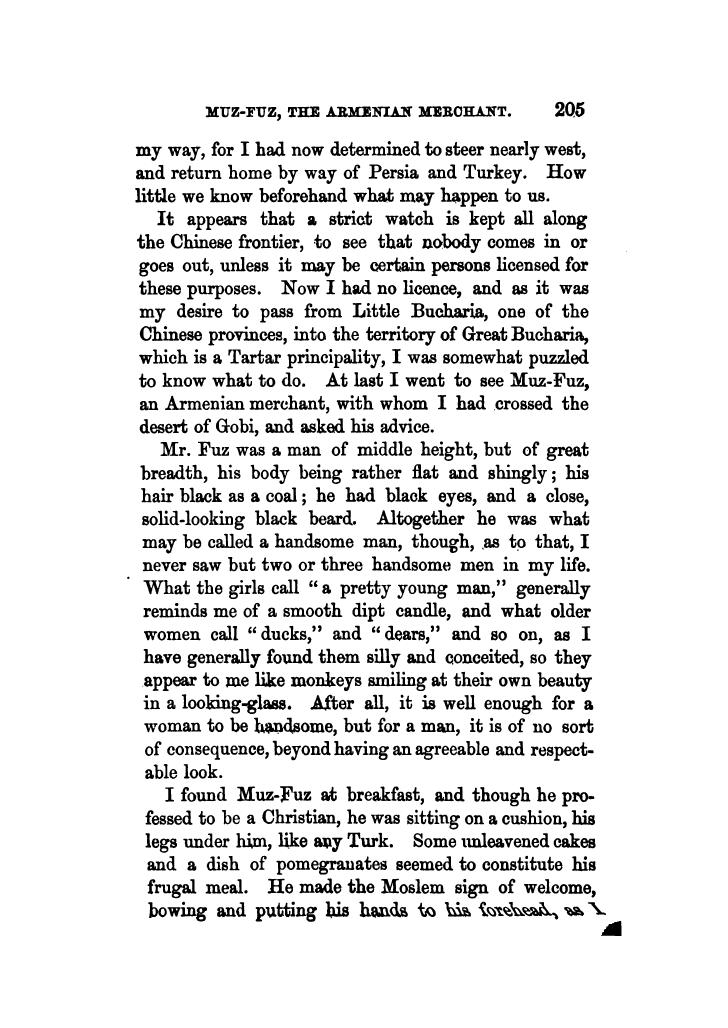 MUZ-FUZ, THE ARMENIAN MERCHANT. 205
my way, for I had now determined to steer nearly west,
and return home by way of Persia and Turkey. How
little we know beforehand what may happen to us.
It appears that a strict watch is kept all along
the Chinese frontier, to see that nobody comes in or
goes out, unless it may be certain persons licensed for
these purposes. Now I had no licence, and as it was
my desire to pass from Little Bucharia, one of the
Chinese provinces, into the territory of Great Bucharia,
which is a Tartar principality, I was somewhat puzzled
to know what to do. At last I went to see Muz-Fuz,
an Armenian merchant, with whom I had crossed the
desert of Gobi, and asked his advice.
Mr. Fuz was a man of middle height, but of great
breadth, his body being rather flat and shingly; his
hair black as a coal; he had black eyes, and a close,
solid-looking black beard. Altogether he was what
may be called a handsome man, though, as to that, I
never saw but two or three handsome men in my life.
What the girls call "a pretty young man," generally
reminds me of a smooth dipt candle, and what older
women call "ducks," and "dears," and so on, as I
have generally found them silly and conceited, so they
appear to me like monkeys smiling at their own beauty
in a looking-glass. After all, it is well enough for a
woman to be handsome, but for a man, it is of no sort
of consequence, beyond having an agreeable and respect-
able look.
I found Muz-Fuz at breakfast, and though he pro-
fessed to be a Christian, he was sitting on a cushion, his
legs under him, like any Turk. Some unleavened cakes
and a dish of pomegranates seemed to constitute his
frugal meal. He made the Moslem sign of welcome,
bowing and putting his hands to his forehead, as I